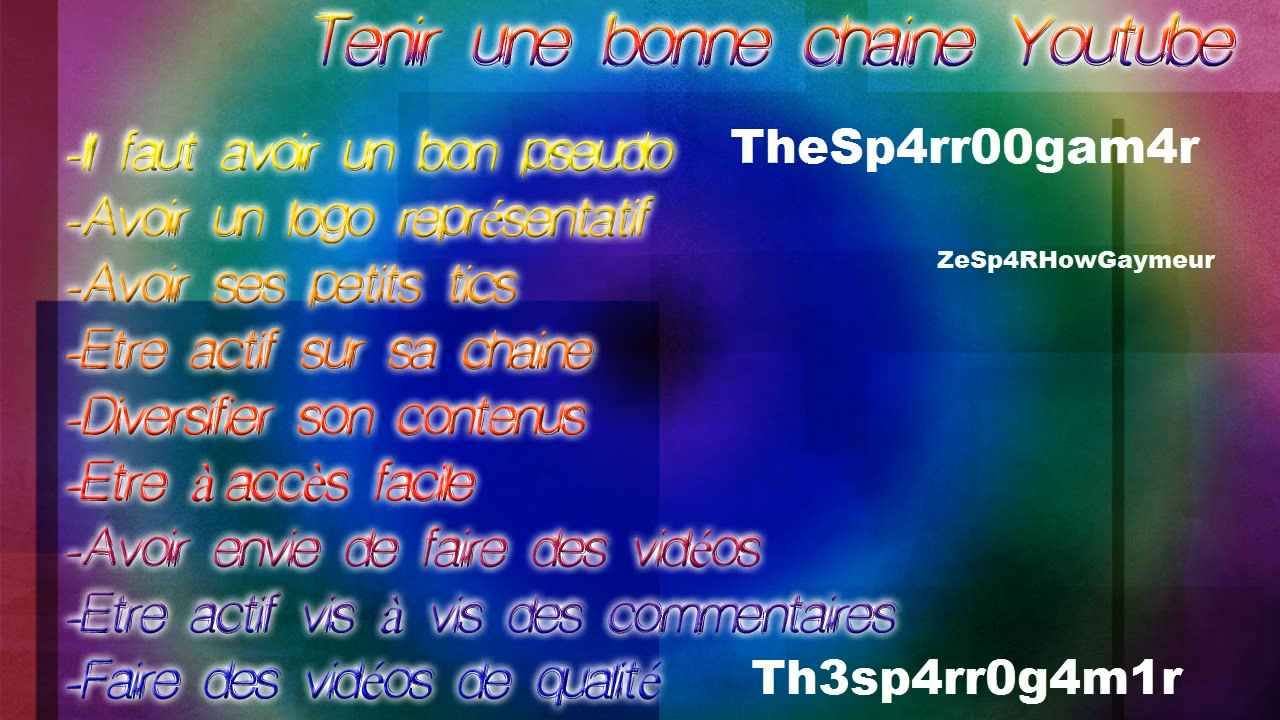 Tenir une bonne chaine Youtube
-Il faut avoir un bon pseudo
TheSp4rr00gam4r
-Avoir un logo représentatif
ZeSp4RHowGaymeur
-Avoir ses petits tics
-Etre actif sur sa chaine
-Diversifier son contenus
-Etre à accès facile
-Avoir envie de faire des vidéos
-Etre actif vis à vis des commentaires
-Faire des vidéos de qualité
Th3sp4rr0g4m1r